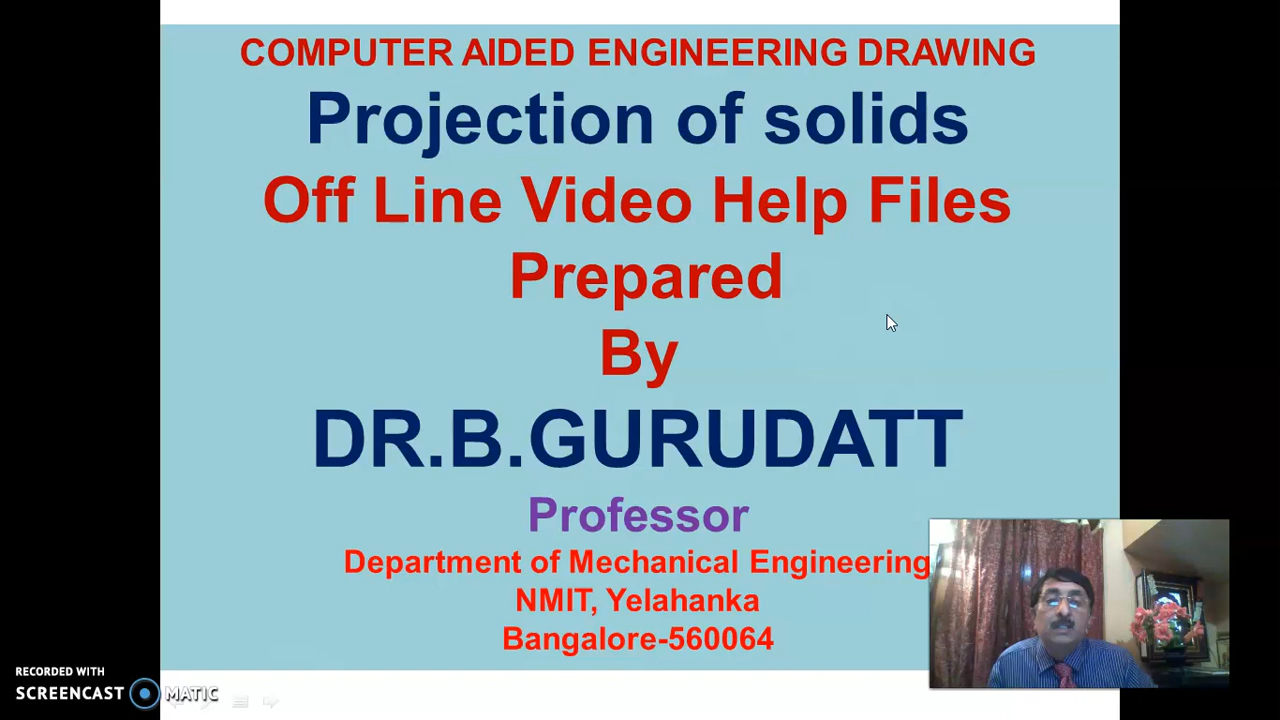 COMPUTER AIDED ENGINEERING DRAWING
Projection of solids
Off Line Video Help Files
Prepared
By
DR.B.GURUDATT
Professor
Department of Mechanical Engineering
NMIT, Yelahanka
Bangalore-560064
RECORDED WITH
SCREENCAST MATIC